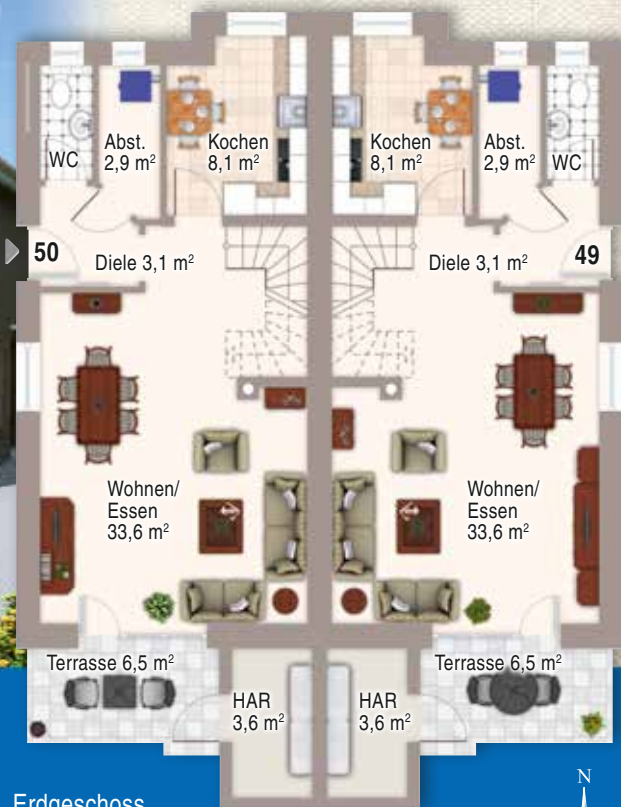 WC
Abst.
2,9 m²
Kochen
8,1 m²
Kochen
8,1 m²
Abst.
2,9 m²
WC
50
Diele 3,1 m²
Diele 3,1 m²
49
Wohnen/
Essen
33,6 m²
Wohnen/
Essen
33,6 m²
Terrasse 6,5 m²
Terrasse 6,5 m²
HAR
3,6 m²
HAR
3,6 m²
Erdgeschoss
N